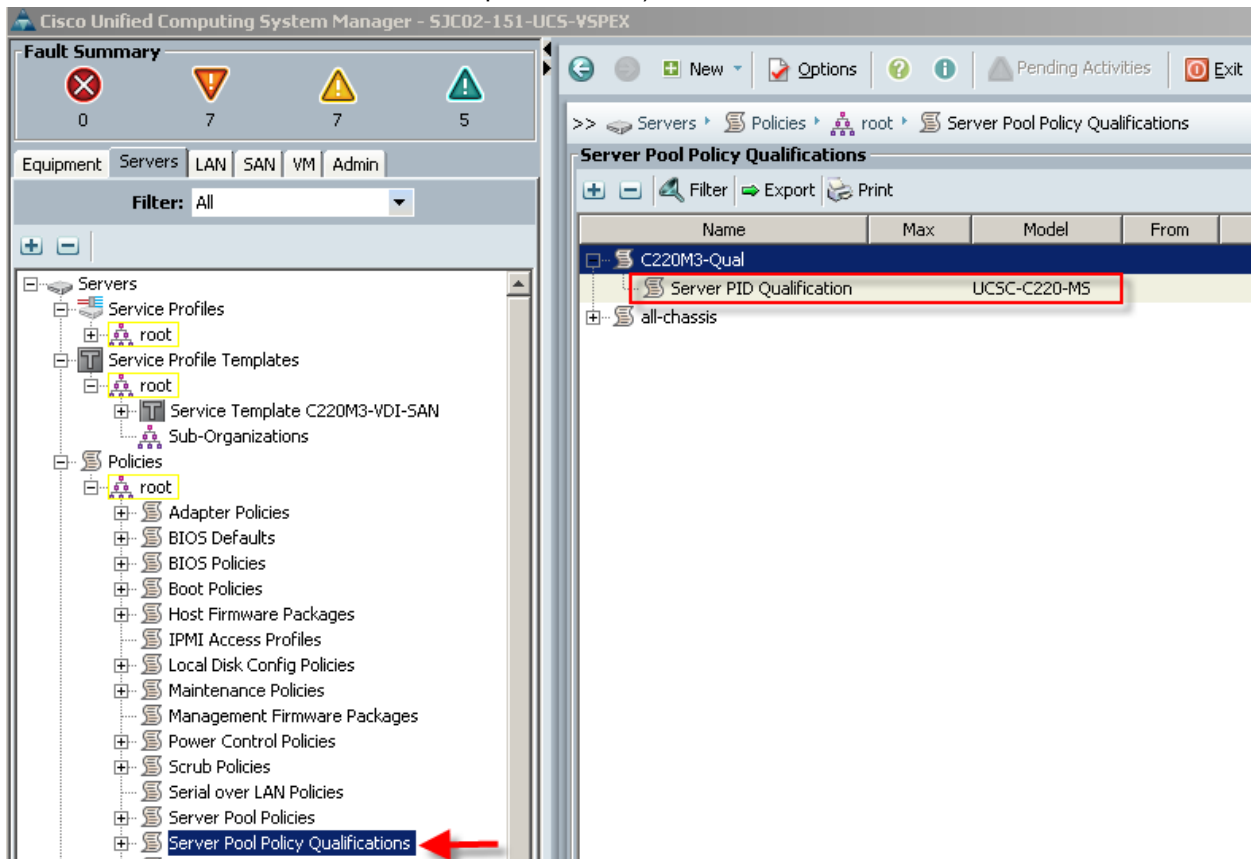 Cisco Unified Computing System Manager - SJC02-151-UCS-VSPEX
Fault Summary
0 7 7 5
Equipment Servers LAN SAN VM Admin
Filter: All
Servers
Service Profiles
root
Service Profile Templates
root
Service Template C220M3-VDI-SAN
Sub-Organizations
Policies
root
Adapter Policies
BIOS Defaults
BIOS Policies
Boot Policies
Host Firmware Packages
IPMI Access Profiles
Local Disk Config Policies
Maintenance Policies
Management Firmware Packages
Power Control Policies
Scrub Policies
Serial over LAN Policies
Server Pool Policies
Server Pool Policy Qualifications
New Options Pending Activities Exit
>> Servers Policies root Server Pool Policy Qualifications
Server Pool Policy Qualifications
Filter Export Print
Name Max Model From
C220M3-Qual
Server PID Qualification UCSC-C220-MS
all-chassis